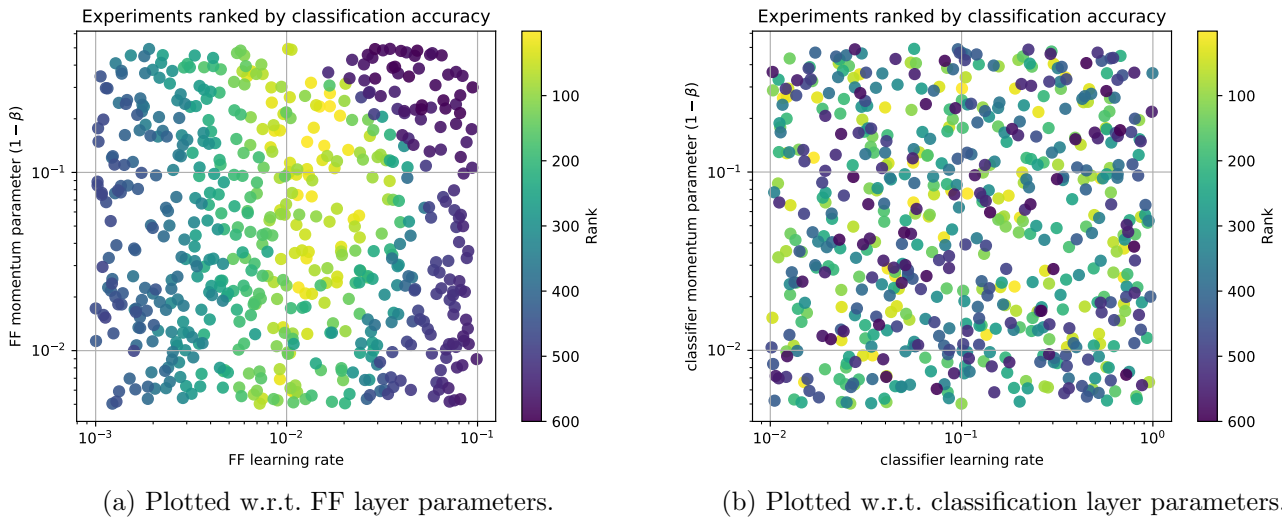 Experiments ranked by classification accuracy
FF momentum parameter (1 − β)
10⁻¹
10⁻²
10⁻³
10⁻²
10⁻¹
FF learning rate
100
200
300
400
500
600
Rank
(a) Plotted w.r.t. FF layer parameters.
Experiments ranked by classification accuracy
classifier momentum parameter (1 − β)
10⁻¹
10⁻²
10⁻²
10⁻¹
10⁰
classifier learning rate
100
200
300
400
500
600
Rank
(b) Plotted w.r.t. classification layer parameters.